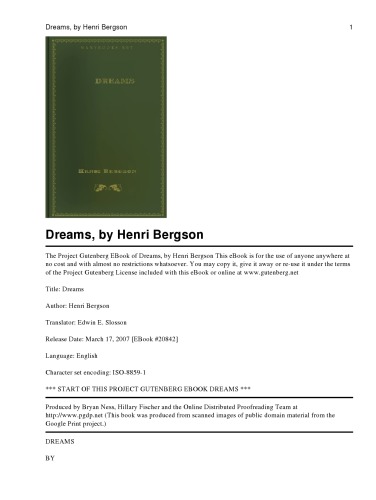 Dreams, by Henri Bergson 1
DREAMS
HENRI BERGSON
Dreams, by Henri Bergson
The Project Gutenberg EBook of Dreams, by Henri Bergson This eBook is for the use of anyone anywhere at
no cost and with almost no restrictions whatsoever. You may copy it, give it away or re-use it under the terms
of the Project Gutenberg License included with this eBook or online at www.gutenberg.net
Title: Dreams
Author: Henri Bergson
Translator: Edwin E. Slosson
Release Date: March 17, 2007 [EBook #20842]
Language: English
Character set encoding: ISO-8859-1
*** START OF THIS PROJECT GUTENBERG EBOOK DREAMS ***
Produced by Bryan Ness, Hillary Fischer and the Online Distributed Proofreading Team at
http://www.pgdp.net (This book was produced from scanned images of public domain material from the
Google Print project.)
DREAMS
BY